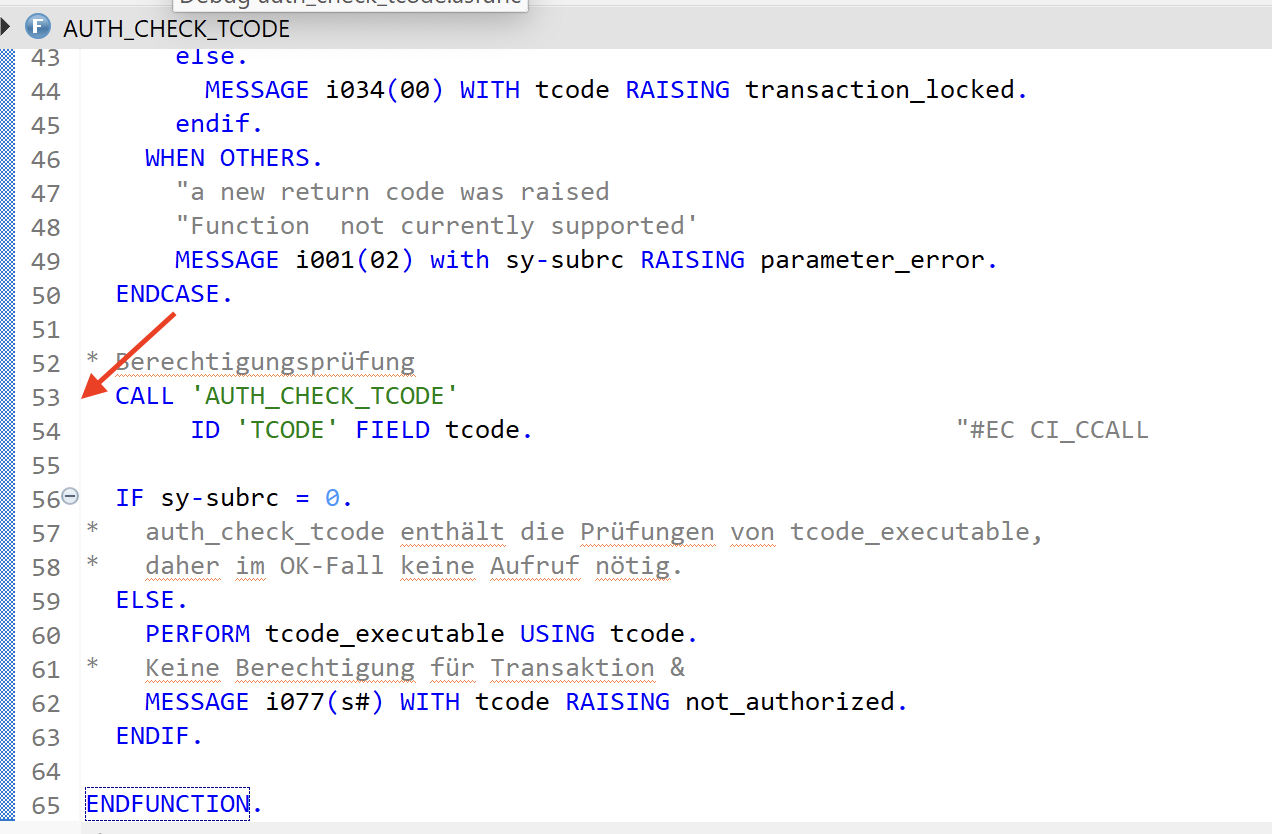 Debug auth_check_tcode.asfunc
F AUTH_CHECK_TCODE
43 else.
44 MESSAGE i034(00) WITH tcode RAISING transaction_locked.
45 endif.
46 WHEN OTHERS.
47 "a new return code was raised
48 "Function  not currently supported'
49 MESSAGE i001(02) with sy-subrc RAISING parameter_error.
50 ENDCASE.
51
52 * Berechtigungsprüfung
53 CALL 'AUTH_CHECK_TCODE'
54 ID 'TCODE' FIELD tcode. "#EC CI_CCALL
55
56 IF sy-subrc = 0.
57 * auth_check_tcode enthält die Prüfungen von tcode_executable,
58 * daher im OK-Fall keine Aufruf nötig.
59 ELSE.
60 PERFORM tcode_executable USING tcode.
61 * Keine Berechtigung für Transaktion &
62 MESSAGE i077(s#) WITH tcode RAISING not_authorized.
63 ENDIF.
64
65 ENDFUNCTION.